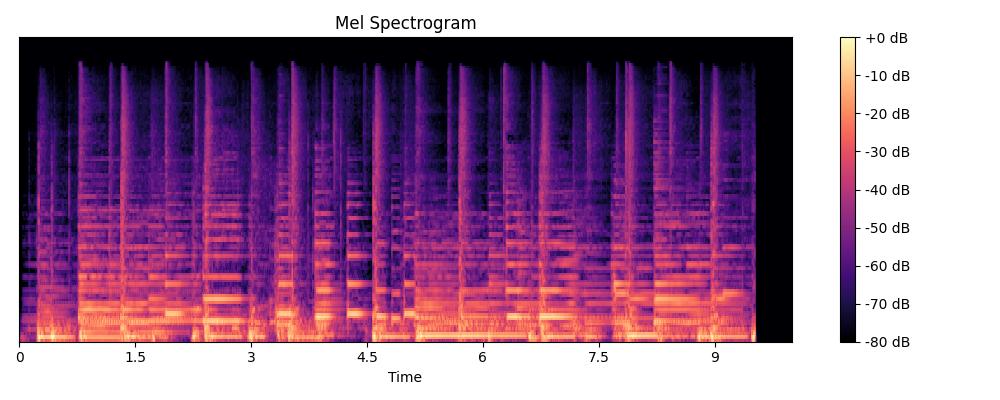 Mel Spectrogram
+0 dB
-10 dB
-20 dB
-30 dB
-40 dB
-50 dB
-60 dB
-70 dB
-80 dB
0 1.5 3 4.5 6 7.5 9
Time